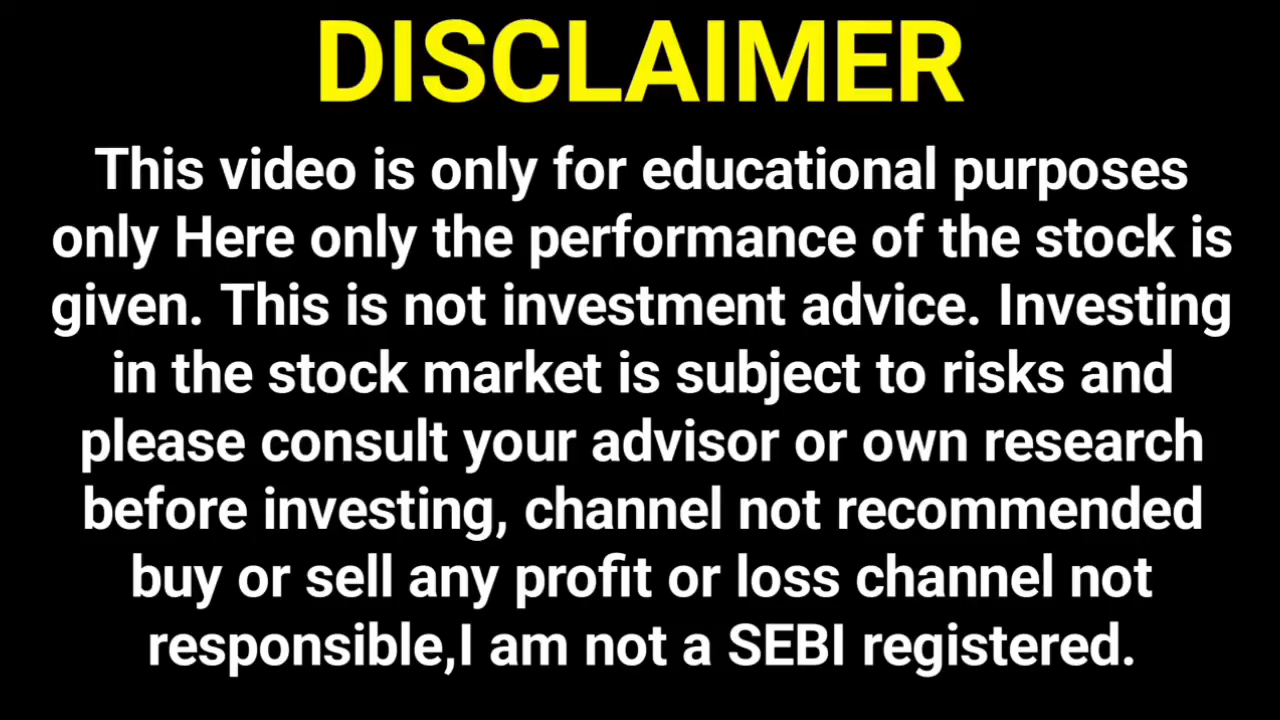 DISCLAIMER
This video is only for educational purposes
only Here only the performance of the stock is
given. This is not investment advice. Investing
in the stock market is subject to risks and
please consult your advisor or own research
before investing, channel not recommended
buy or sell any profit or loss channel not
responsible,I am not a SEBI registered.